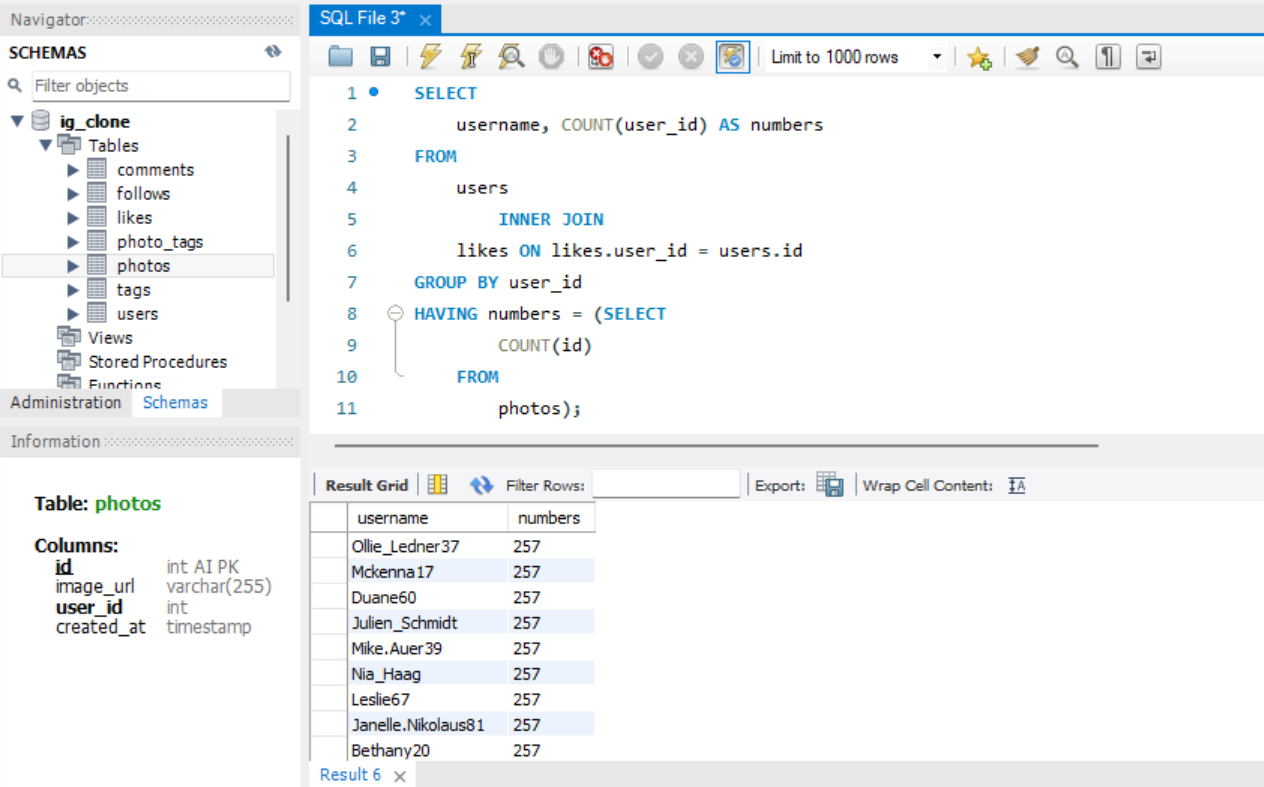 Navigator
SCHEMAS
Filter objects
ig_clone
Tables
comments
follows
likes
photo_tags
photos
tags
users
Views
Stored Procedures
Functions
Administration Schemas
Information
Table: photos
Columns:
id int AI PK
image_url varchar(255)
user_id int
created_at timestamp
SQL File 3*
Limit to 1000 rows
1 SELECT
2 username, COUNT(user_id) AS numbers
3 FROM
4 users
5 INNER JOIN
6 likes ON likes.user_id = users.id
7 GROUP BY user_id
8 HAVING numbers = (SELECT
9 COUNT(id)
10 FROM
11 photos);
Result Grid Filter Rows: Export: Wrap Cell Content:
username numbers
Ollie_Ledner37 257
Mckenna17 257
Duane60 257
Julien_Schmidt 257
Mike.Auer39 257
Nia_Haag 257
Leslie67 257
Janelle.Nikolaus81 257
Bethany20 257
Result 6